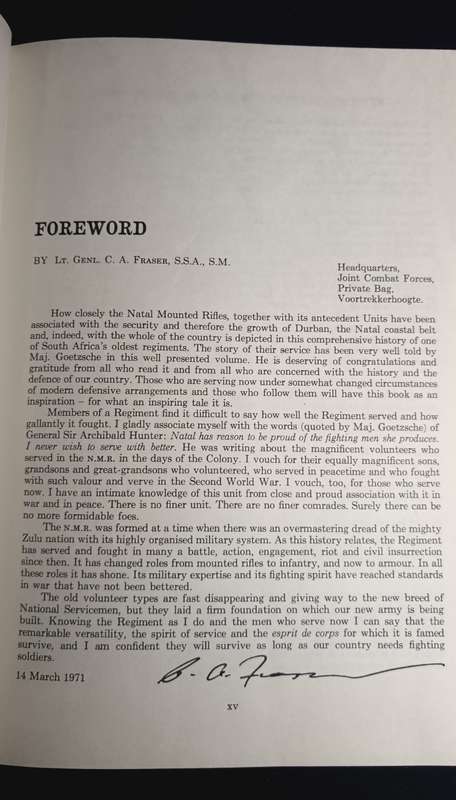 FOREWORD
BY LT. GENL. C. A. FRASER, S.S.A., S.M.
Headquarters,
Joint Combat Forces,
Private Bag,
Voortrekkerhoogte.
How closely the Natal Mounted Rifles, together with its antecedent Units have been
associated with the security and therefore the growth of Durban, the Natal coastal belt
and, indeed, with the whole of the country is depicted in this comprehensive history of one
of South Africa's oldest regiments. The story of their service has been very well told by
Maj. Goetzsche in this well presented volume. He is deserving of congratulations and
gratitude from all who read it and from all who are concerned with the history and the
defence of our country. Those who are serving now under somewhat changed circumstances
of modern defensive arrangements and those who follow them will have this book as an
inspiration – for what an inspiring tale it is.
Members of a Regiment find it difficult to say how well the Regiment served and how
gallantly it fought. I gladly associate myself with the words (quoted by Maj. Goetzsche) of
General Sir Archibald Hunter: Natal has reason to be proud of the fighting men she produces.
I never wish to serve with better. He was writing about the magnificent volunteers who
served in the N.M.R. in the days of the Colony. I vouch for their equally magnificent sons,
grandsons and great-grandsons who volunteered, who served in peacetime and who fought
with such valour and verve in the Second World War. I vouch, too, for those who serve
now. I have an intimate knowledge of this unit from close and proud association with it in
war and in peace. There is no finer unit. There are no finer comrades. Surely there can be
no more formidable foes.
The N.M.R. was formed at a time when there was an overmastering dread of the mighty
Zulu nation with its highly organised military system. As this history relates, the Regiment
has served and fought in many a battle, action, engagement, riot and civil insurrection
since then. It has changed roles from mounted rifles to infantry, and now to armour. In all
these roles it has shone. Its military expertise and its fighting spirit have reached standards
in war that have not been bettered.
The old volunteer types are fast disappearing and giving way to the new breed of
National Servicemen, but they laid a firm foundation on which our new army is being
built. Knowing the Regiment as I do and the men who serve now I can say that the
remarkable versatility, the spirit of service and the esprit de corps for which it is famed
survive, and I am confident they will survive as long as our country needs fighting
soldiers.
14 March 1971
C. A. Fraser
xv